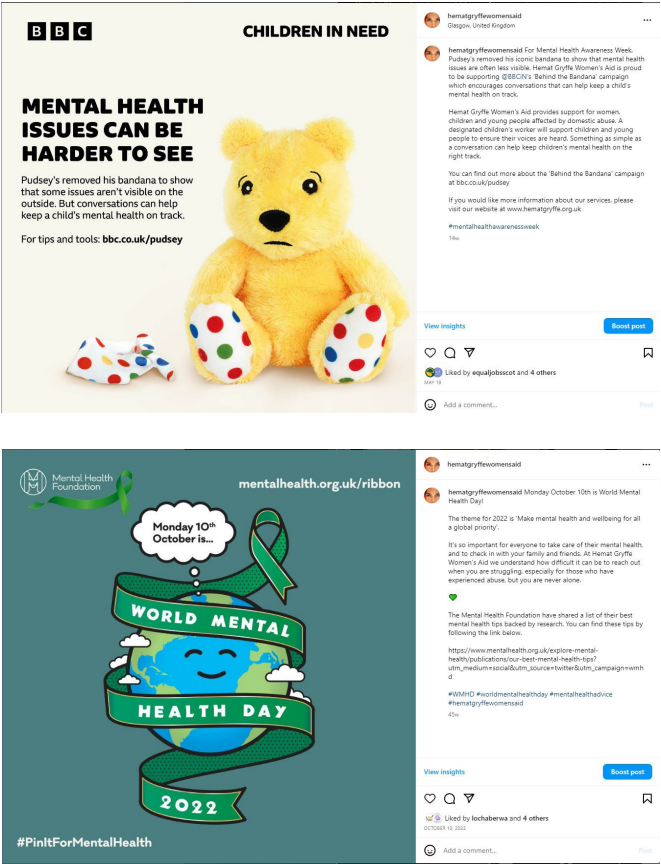 BBC
CHILDREN IN NEED
MENTAL HEALTH
ISSUES CAN BE
HARDER TO SEE
Pudsey's removed his bandana to show
that some issues aren't visible on the
outside. But conversations can help
keep a child's mental health on track.
For tips and tools: bbc.co.uk/pudsey
hematgryffewomensaid
Glasgow, United Kingdom
hematgryffewomensaid For Mental Health Awareness Week,
Pudsey's removed his iconic bandana to show that mental health
issues are often less visible. Hemat Gryffe Women's Aid is proud
to be supporting @BBCiN's 'Behind the Bandana' campaign
which encourages conversations that can help keep a child's
mental health on track.
Hemat Gryffe Women's Aid provides support for women,
children and young people affected by domestic abuse. A
designated children's worker will support children and young
people to ensure their voices are heard. Something as simple as
a conversation can help keep children's mental health on the
right track.
You can find out more about the 'Behind the Bandana' campaign
at bbc.co.uk/pudsey
If you would like more information about our services, please
visit our website at www.hematgryffe.org.uk
#mentalhealthawarenessweek
14w
View insights
Boost post
Liked by equaljobsscot and 4 others
MAY 19
Add a comment...
Post
Mental Health
Foundation
mentalhealth.org.uk/ribbon
Monday 10th
October is...
WORLD MENTAL
HEALTH DAY
2022
#PinItForMentalHealth
hematgryffewomensaid
hematgryffewomensaid Monday October 10th is World Mental
Health Day!
The theme for 2022 is 'Make mental health and wellbeing for all
a global priority'.
It's so important for everyone to take care of their mental health,
and to check in with your family and friends. At Hemat Gryffe
Women's Aid we understand how difficult it can be to reach out
when you are struggling, especially for those who have
experienced abuse, but you are never alone.
The Mental Health Foundation have shared a list of their best
mental health tips backed by research. You can find these tips by
following the link below.
https://www.mentalhealth.org.uk/explore-mental-
health/publications/our-best-mental-health-tips?
utm_medium=social&utm_source=twitter&utm_campaign=wmh
d
#WMHD #worldmentalhealthday #mentalhealthadvice
#hematgryffewomensaid
45w
View insights
Boost post
Liked by lochaberwa and 4 others
OCTOBER 10, 2022
Add a comment...
Post